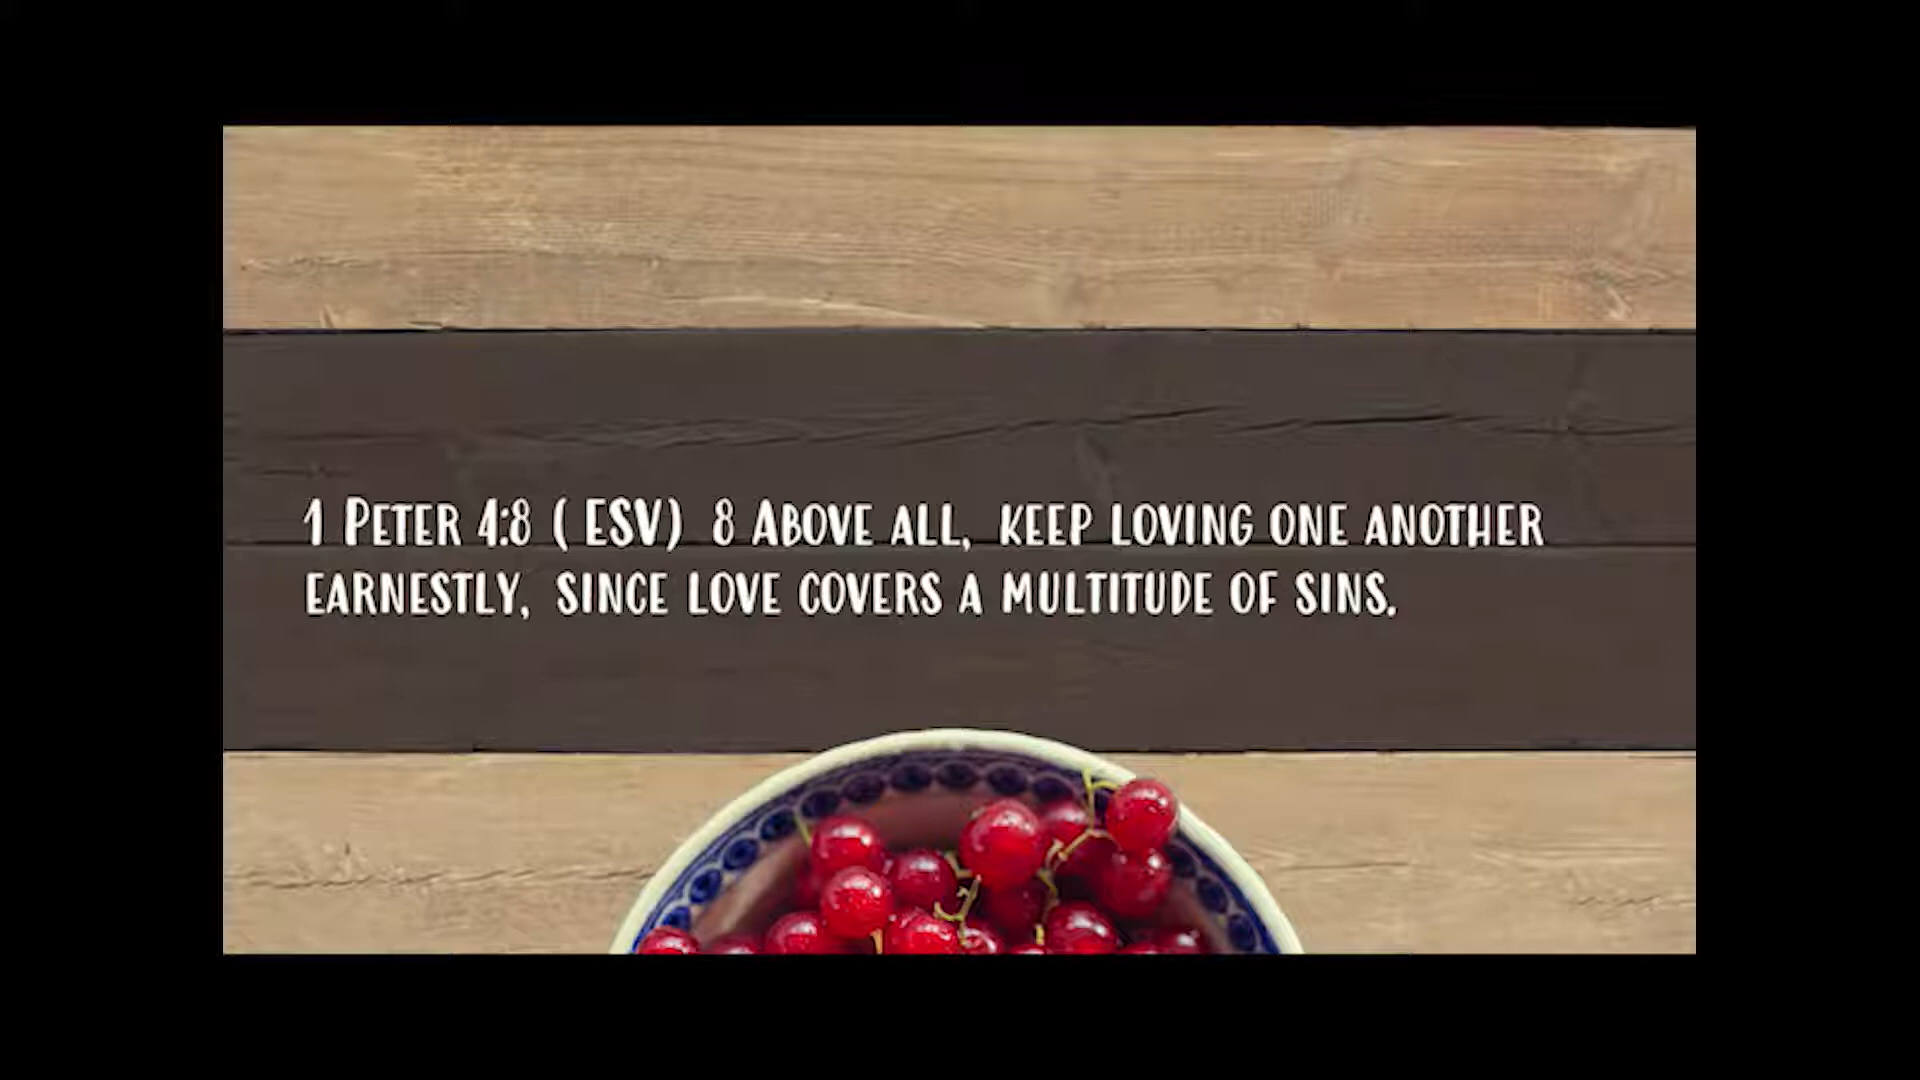 1 Peter 4:8 ( ESV) 8 Above all, keep loving one another
earnestly, since love covers a multitude of sins.